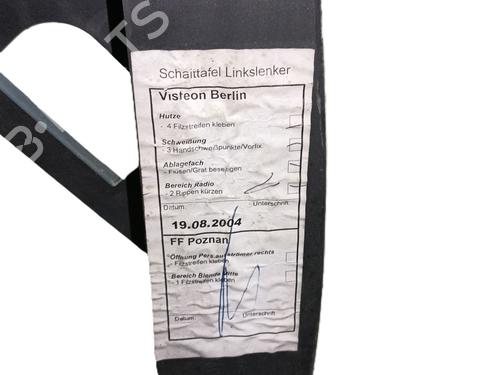 Schalttafel Linkslenker
Visteon Berlin
Hutze
- 4 Filzstreifen kleben
Schweißung
- 3 Handschweißpunkte/Vorfix.
Ablagefach
- Flusen/Grat beseitigen
Bereich Radio
- 2 Rippen kürzen
Datum: Unterschrift:
19.08.2004
FF Poznan
Öffnung Pers.ausströmer rechts
- Filzstreifen kleben
Bereich Blende Mitte
- 1 Filzstreifen kleben
Datum: Unterschrift: